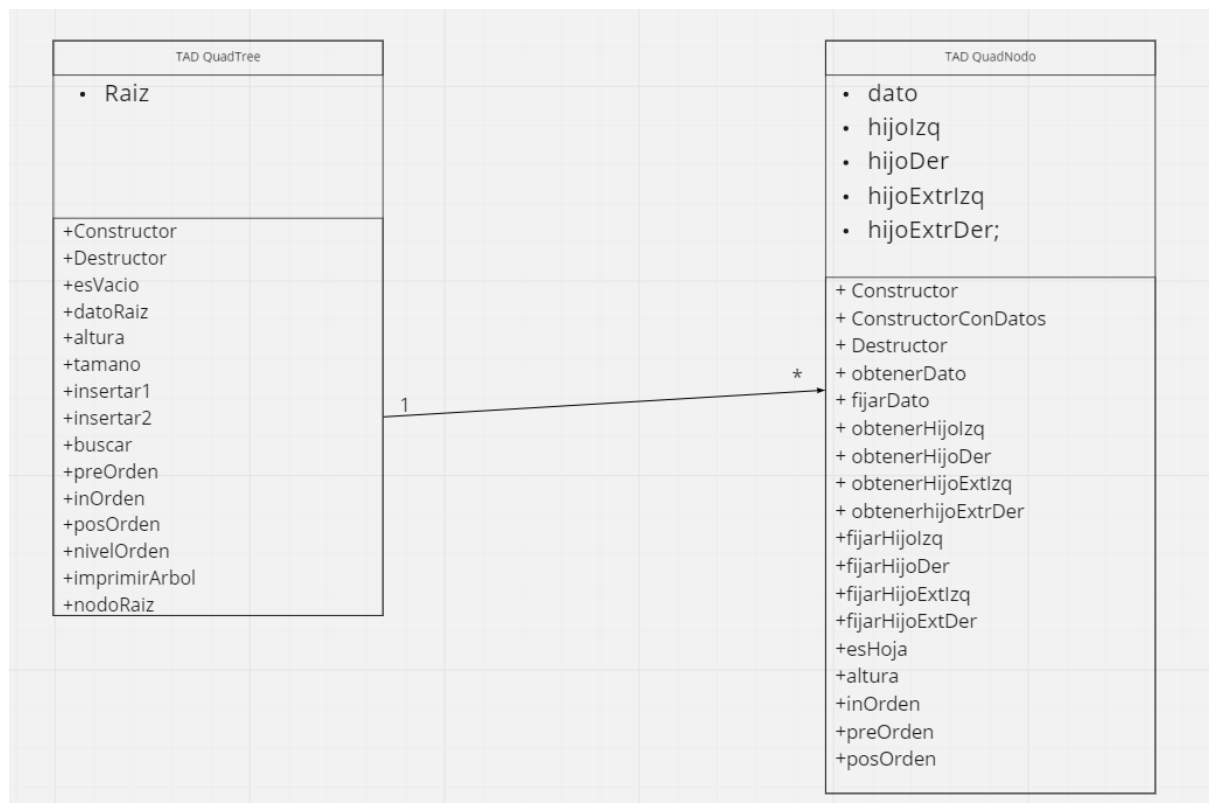 TAD QuadTree
• Raiz
+Constructor
+Destructor
+esVacio
+datoRaiz
+altura
+tamano
+insertar1
+insertar2
+buscar
+preOrden
+inOrden
+posOrden
+nivelOrden
+imprimirArbol
+nodoRaiz
1
*
TAD QuadNodo
• dato
• hijoIzq
• hijoDer
• hijoExtrIzq
• hijoExtrDer;
+ Constructor
+ ConstructorConDatos
+ Destructor
+ obtenerDato
+ fijarDato
+ obtenerHijoIzq
+ obtenerHijoDer
+ obtenerHijoExtIzq
+ obtenerhijoExtrDer
+fijarHijoIzq
+fijarHijoDer
+fijarHijoExtIzq
+fijarHijoExtDer
+esHoja
+altura
+inOrden
+preOrden
+posOrden